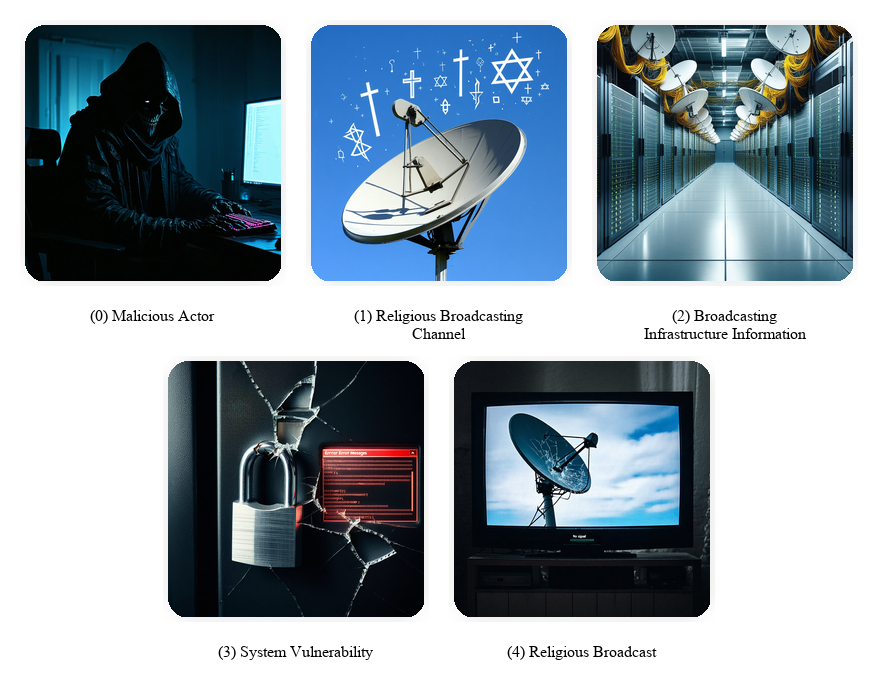 (0) Malicious Actor
(1) Religious Broadcasting
Channel
(2) Broadcasting
Infrastructure Information
Error Message
No signal
(3) System Vulnerability
(4) Religious Broadcast